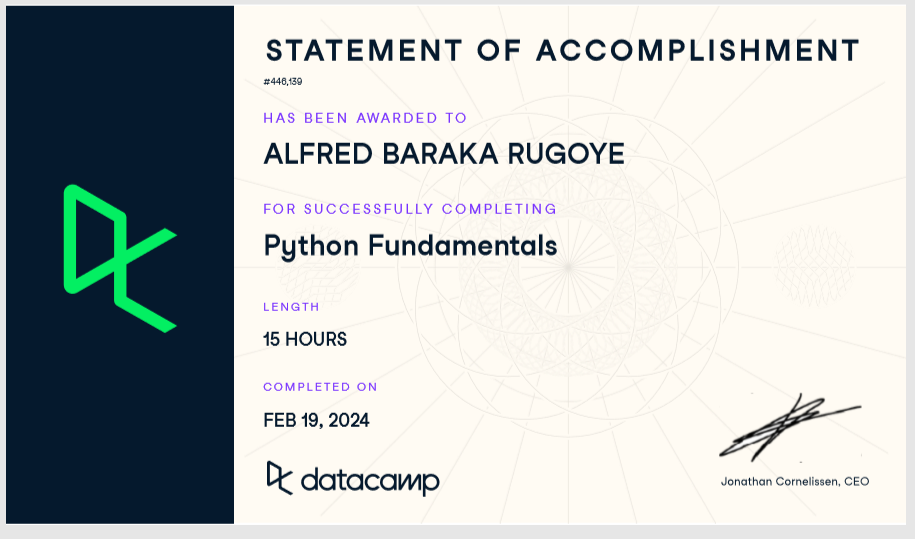 STATEMENT OF ACCOMPLISHMENT
#446,139
HAS BEEN AWARDED TO
ALFRED BARAKA RUGOYE
FOR SUCCESSFULLY COMPLETING
Python Fundamentals
LENGTH
15 HOURS
COMPLETED ON
FEB 19, 2024
datacamp
Jonathan Cornelissen, CEO